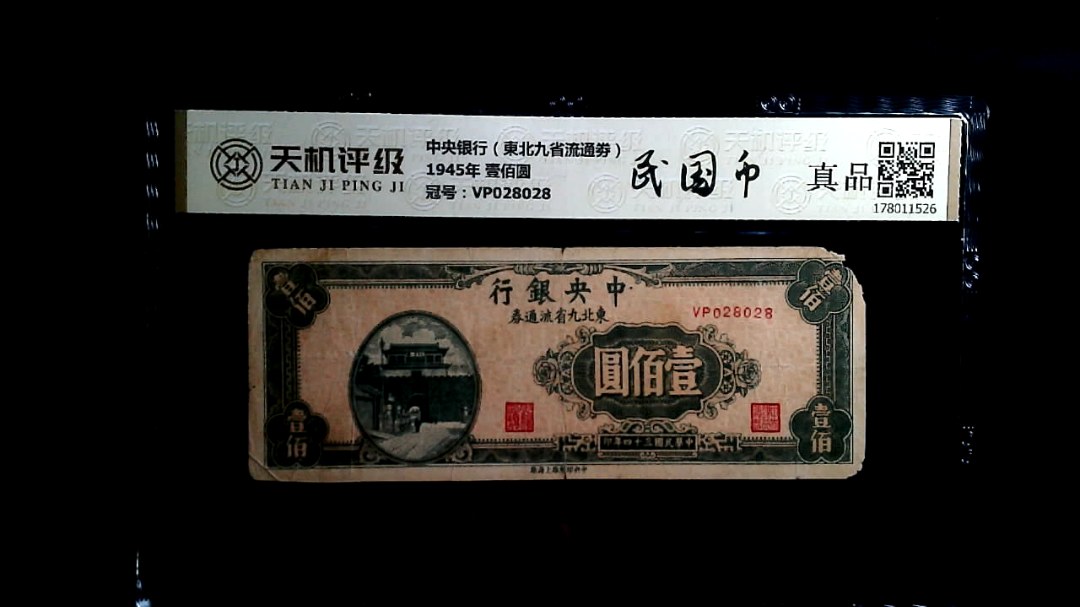 天机评级
TIAN JI PING JI
中央银行（東北九省流通券）
1945年 壹佰圆
冠号：VP028028
民国币
真品
178011526
行銀央中
券通流省九北東
VP028028
圓佰壹
壹佰
壹佰
壹佰
壹佰
印年四十三國民華中